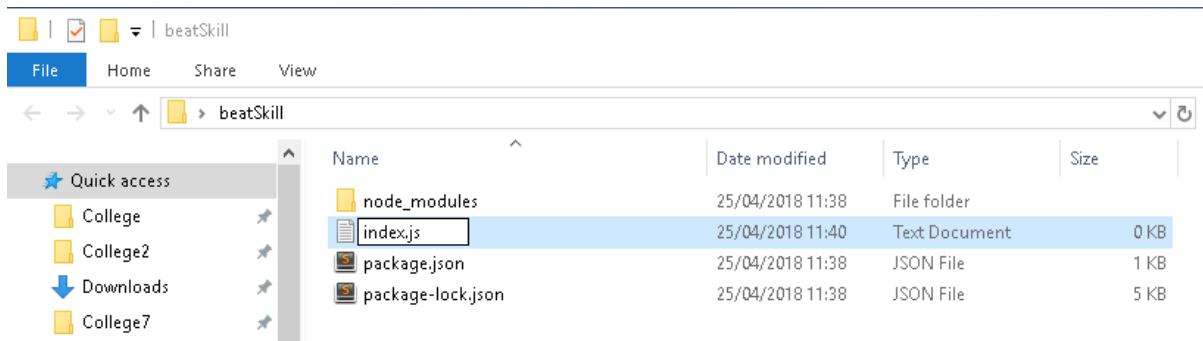 beatSkill
File Home Share View
beatSkill
Name Date modified Type Size
Quick access
College
College2
Downloads
College7
node_modules 25/04/2018 11:38 File folder
index.js 25/04/2018 11:40 Text Document 0 KB
package.json 25/04/2018 11:38 JSON File 1 KB
package-lock.json 25/04/2018 11:38 JSON File 5 KB